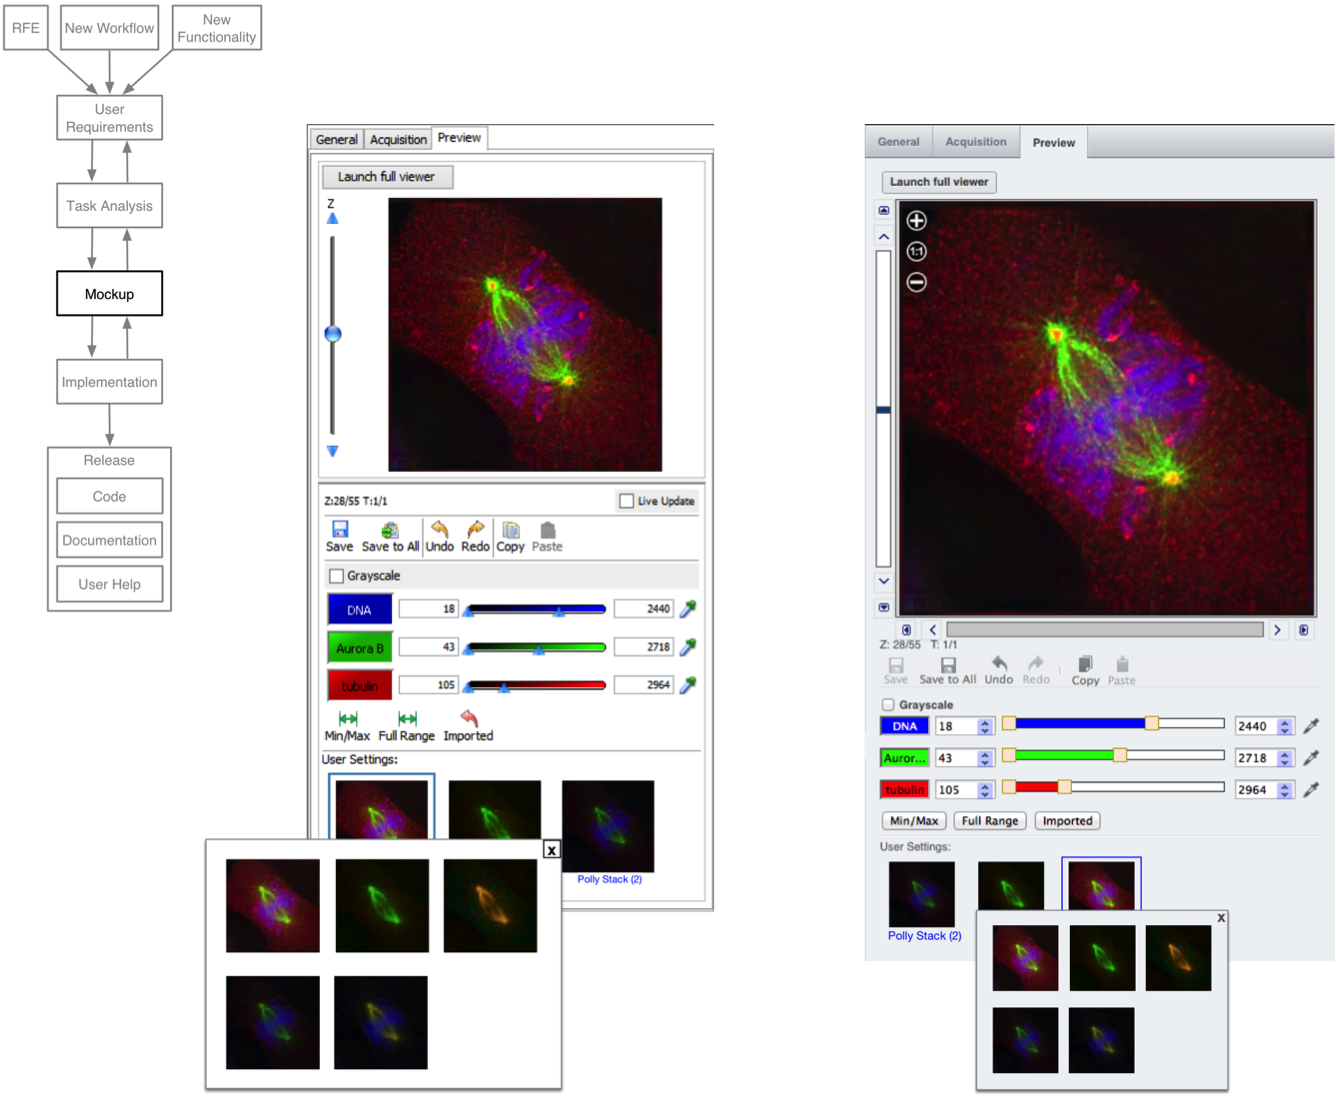 RFE
New Workflow
New
Functionality
User
Requirements
Task Analysis
Mockup
Implementation
Release
Code
Documentation
User Help
General Acquisition Preview
Launch full viewer
Z
Z:28/55 T:1/1
Live Update
Save Save to All Undo Redo Copy Paste
Grayscale
DNA 18 2440
Aurora B 43 2718
tubulin 105 2964
Min/Max Full Range Imported
User Settings:
Polly Stack (2)
x
General Acquisition Preview
Launch full viewer
1:1
Z: 28/55 T: 1/1
Save Save to All Undo Redo Copy Paste
Grayscale
DNA 18 2440
Auror... 43 2718
tubulin 105 2964
Min/Max Full Range Imported
User Settings:
Polly Stack (2)
x